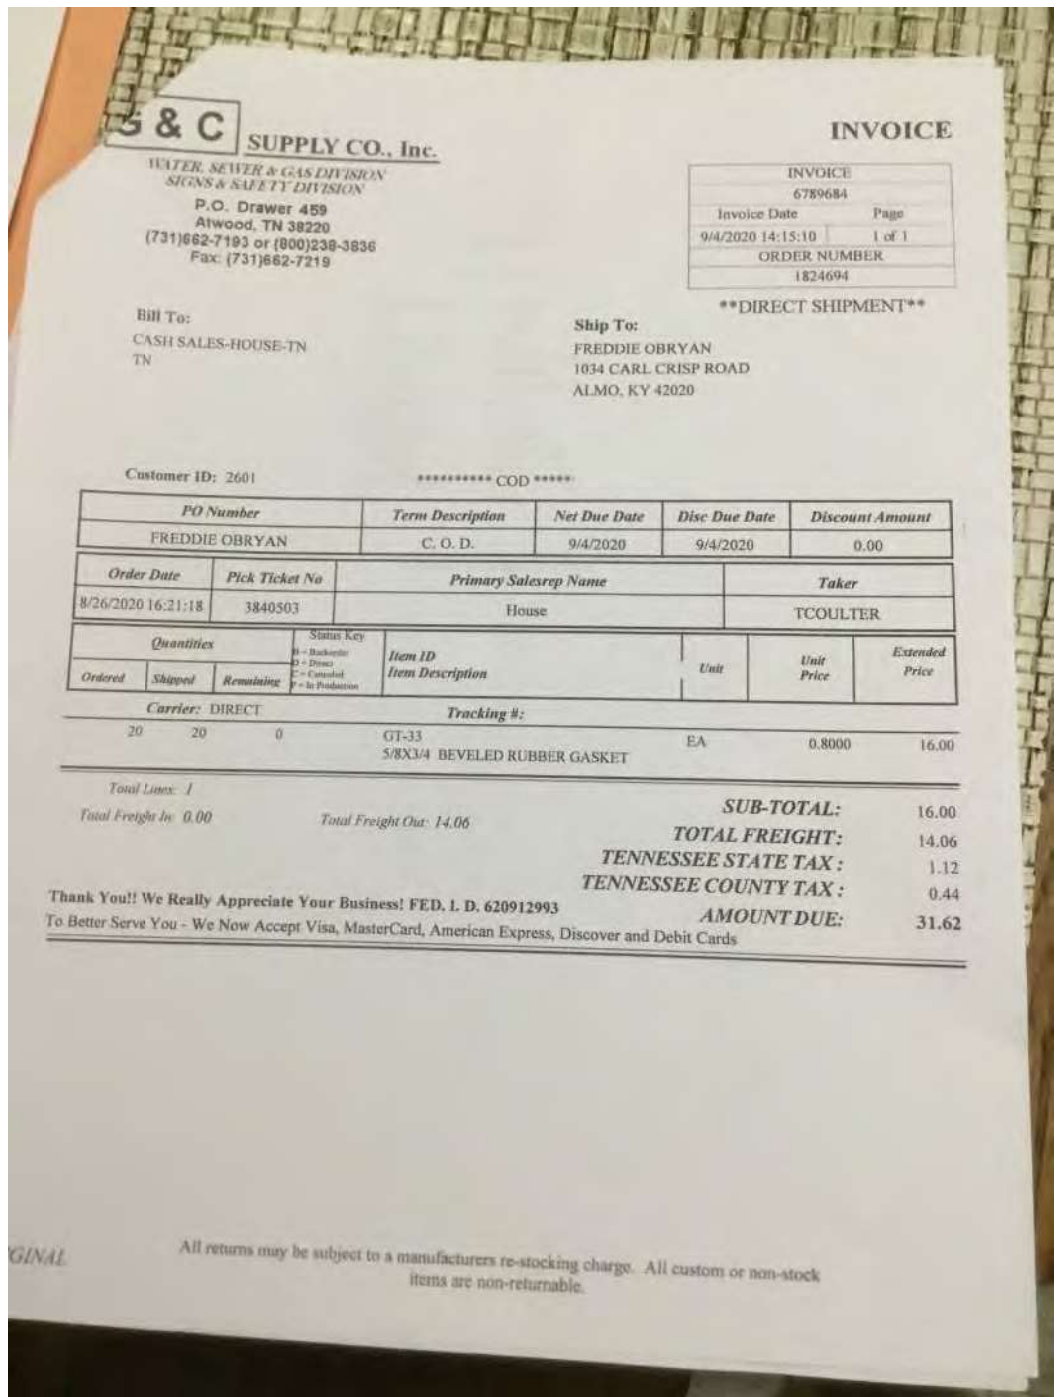 G & C SUPPLY CO., Inc.
WATER, SEWER & GAS DIVISION
SIGNS & SAFETY DIVISION
P.O. Drawer 459
Atwood, TN 38220
(731)662-7193 or (800)238-3836
Fax: (731)662-7219
INVOICE
INVOICE
6789684
Invoice Date Page
9/4/2020 14:15:10 1 of 1
ORDER NUMBER
1824694
**DIRECT SHIPMENT**
Bill To:
CASH SALES-HOUSE-TN
TN
Ship To:
FREDDIE OBRYAN
1034 CARL CRISP ROAD
ALMO, KY 42020
Customer ID: 2601 ********** COD *****
PO Number Term Description Net Due Date Disc Due Date Discount Amount
FREDDIE OBRYAN C. O. D. 9/4/2020 9/4/2020 0.00
Order Date Pick Ticket No Primary Salesrep Name Taker
8/26/2020 16:21:18 3840503 House TCOULTER
Quantities
Ordered Shipped Remaining
Status Key
B - Backorder
D - Direct
C - Canceled
P - In Production
Item ID
Item Description
Unit
Unit
Price
Extended
Price
Carrier: DIRECT Tracking #:
20 20 0 GT-33 EA 0.8000 16.00
5/8X3/4 BEVELED RUBBER GASKET
Total Lines: 1
Total Freight In: 0.00 Total Freight Out: 14.06
SUB-TOTAL: 16.00
TOTAL FREIGHT: 14.06
TENNESSEE STATE TAX : 1.12
TENNESSEE COUNTY TAX : 0.44
AMOUNT DUE: 31.62
Thank You!! We Really Appreciate Your Business! FED. I. D. 620912993
To Better Serve You - We Now Accept Visa, MasterCard, American Express, Discover and Debit Cards
GINAL
All returns may be subject to a manufacturers re-stocking charge. All custom or non-stock
items are non-returnable.